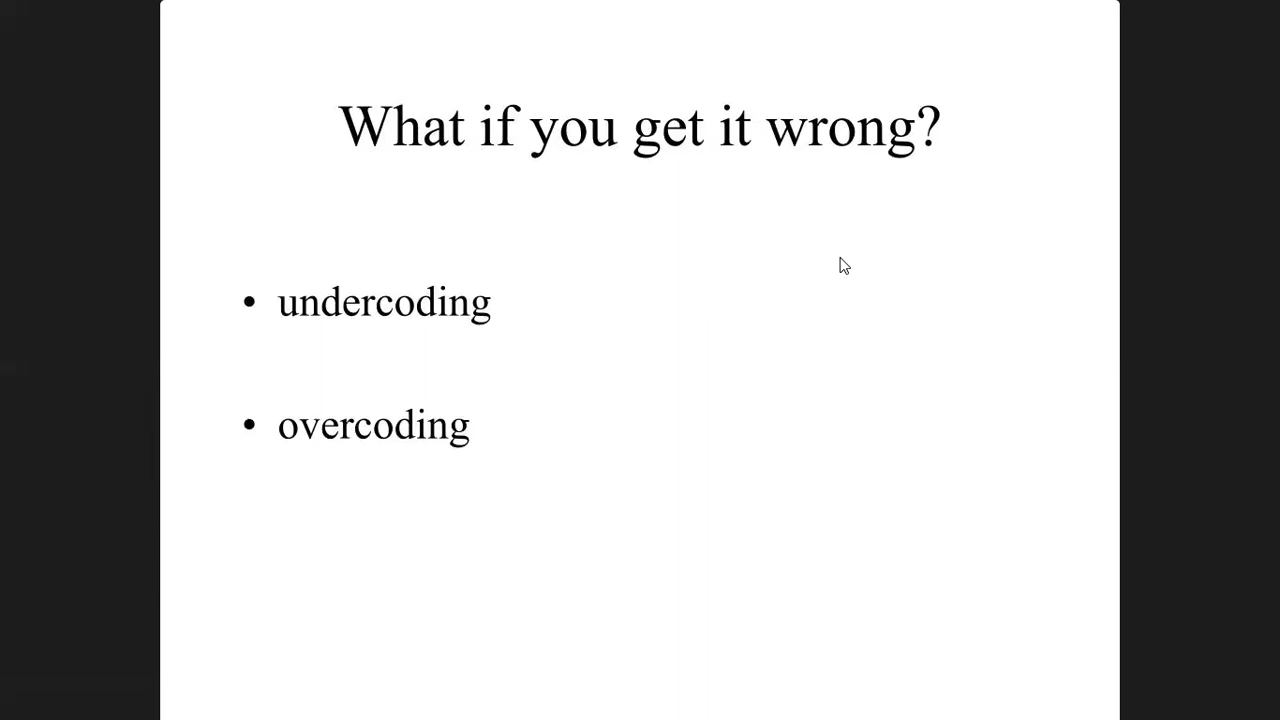 What if you get it wrong?
• undercoding
• overcoding